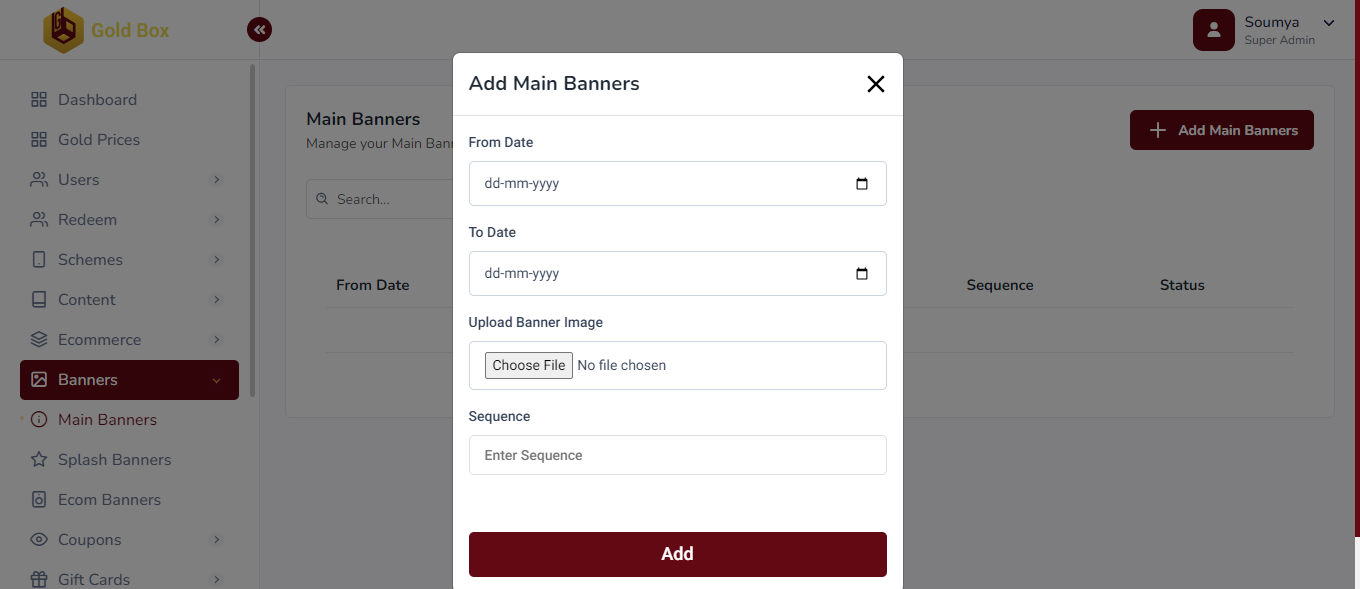 Gold Box
Soumya
Super Admin
Dashboard
Gold Prices
Users
Redeem
Schemes
Content
Ecommerce
Banners
Main Banners
Splash Banners
Ecom Banners
Coupons
Gift Cards
Main Banners
Manage your Main Bann
Add Main Banners
Search...
From Date
Sequence
Status
Add Main Banners
From Date
dd-mm-yyyy
To Date
dd-mm-yyyy
Upload Banner Image
Choose File No file chosen
Sequence
Enter Sequence
Add